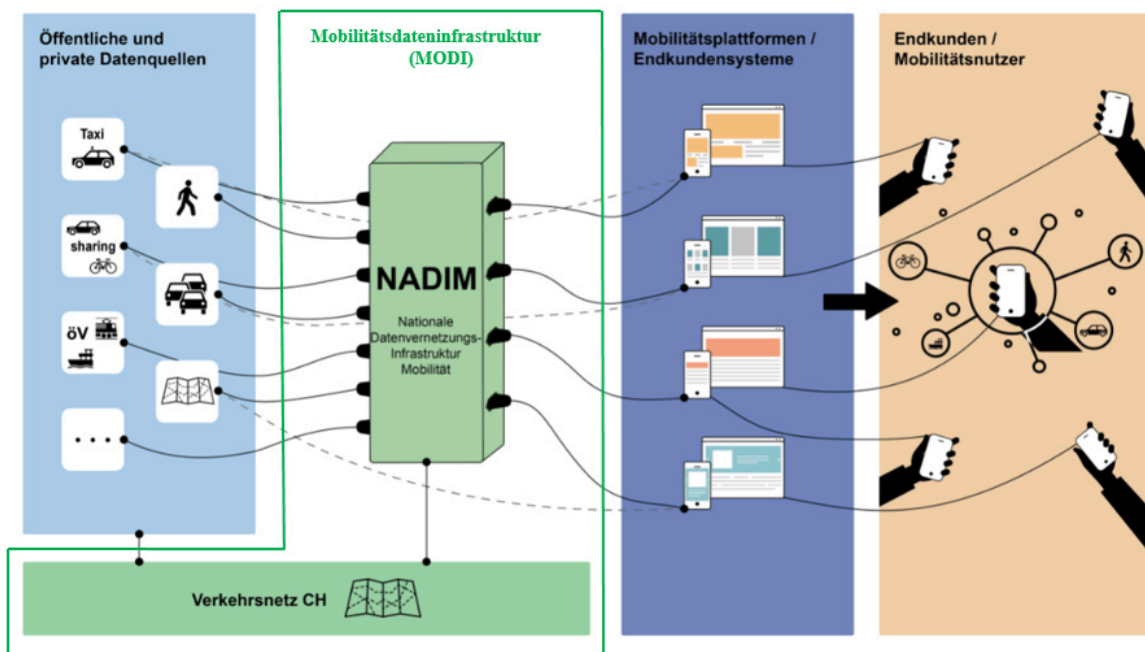 Öffentliche und
private Datenquellen
Taxi
sharing
öV
...
Mobilitätsdateninfrastruktur
(MODI)
NADIM
Nationale
Datenvernetzungs-
Infrastruktur
Mobilität
Verkehrsnetz CH
Mobilitätsplattformen /
Endkundensysteme
Endkunden /
Mobilitätsnutzer